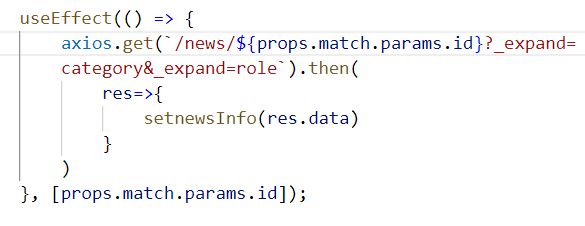 useEffect(() => {
    axios.get(`/news/${props.match.params.id}?_expand=
    category&_expand=role`).then(
        res=>{
            setnewsInfo(res.data)
        }
    )
}, [props.match.params.id]);